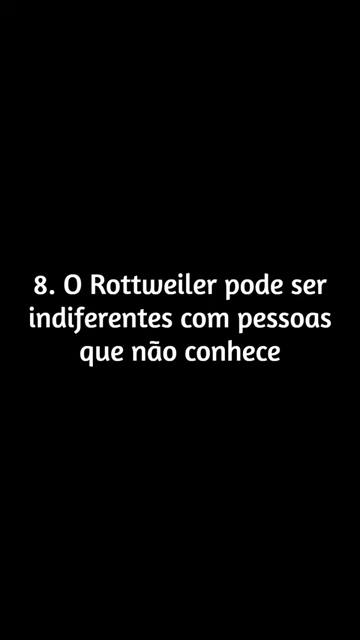 8. O Rottweiler pode ser
indiferentes com pessoas
que não conhece